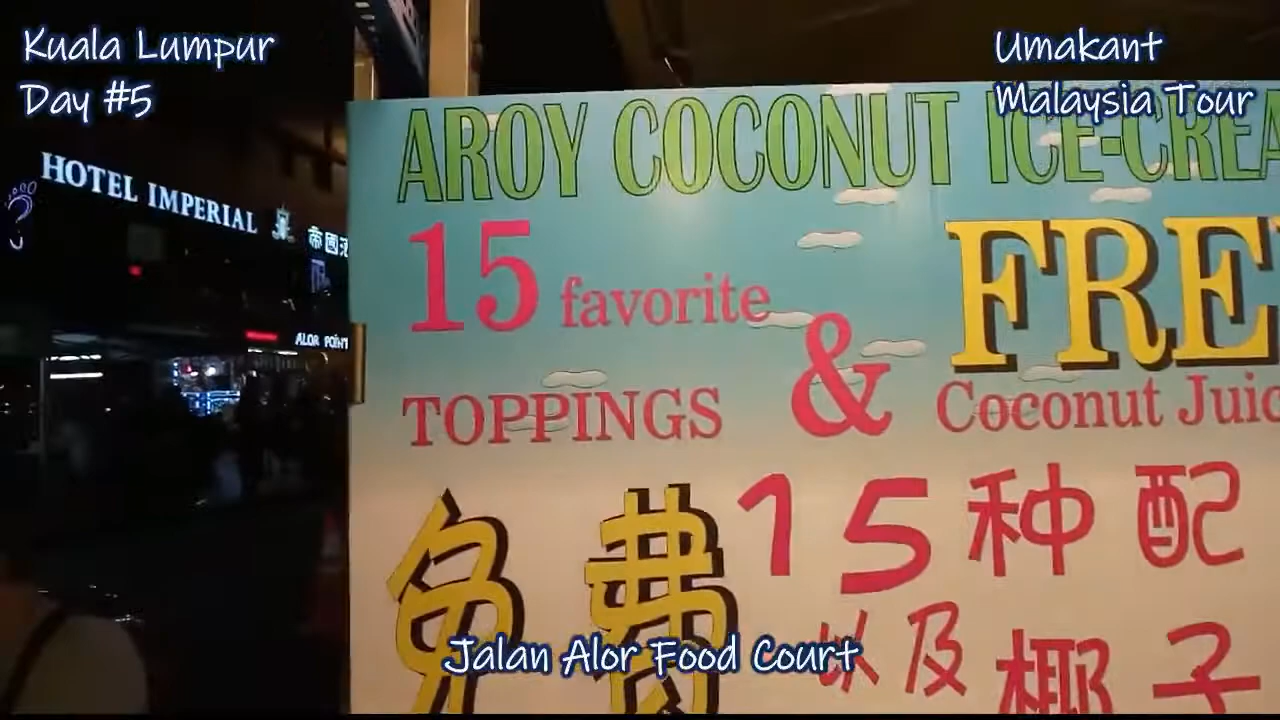 Kuala Lumpur
Day #5
Umakant
Malaysia Tour
HOTEL IMPERIAL
帝國
ALOR POINT
AROY COCONUT ICE-CREA
15 favorite
TOPPINGS
&
FRE
Coconut Juic
免费
15种配
以及椰子
Jalan Alor Food Court